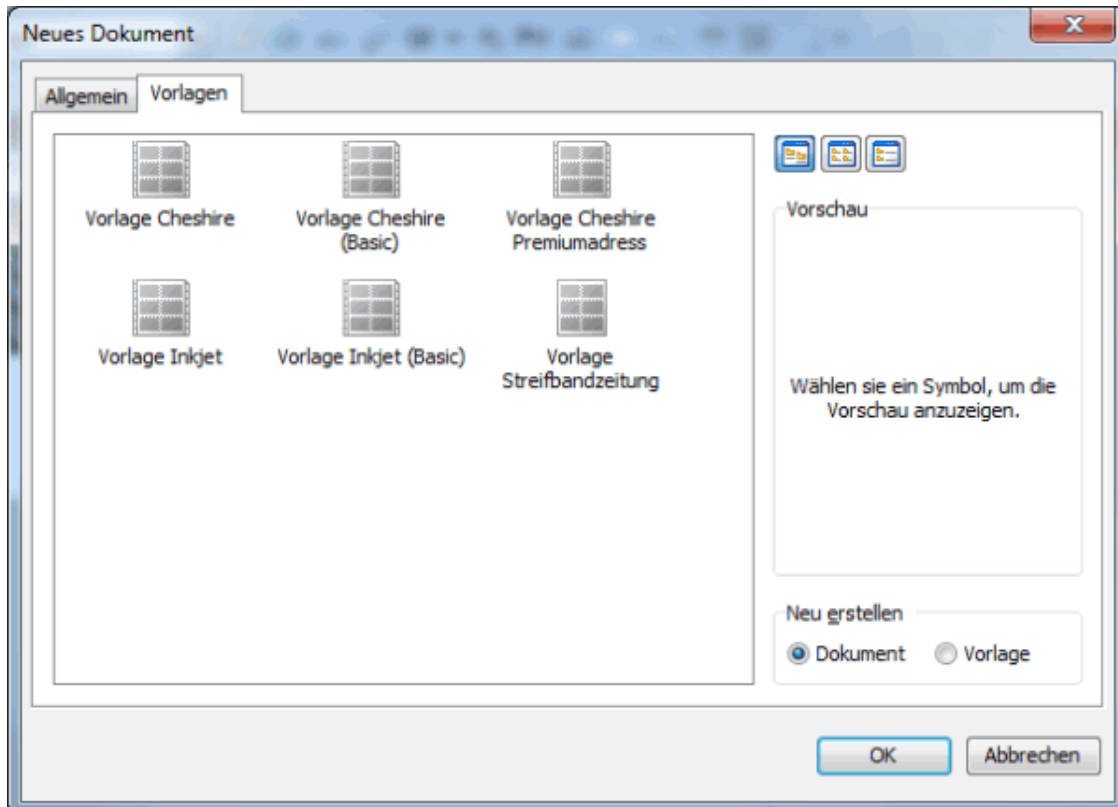 Neues Dokument
Allgemein
Vorlagen
Vorlage Cheshire
Vorlage Cheshire
(Basic)
Vorlage Cheshire
Premiumadress
Vorlage Inkjet
Vorlage Inkjet (Basic)
Vorlage
Streifbandzeitung
Vorschau
Wählen sie ein Symbol, um die
Vorschau anzuzeigen.
Neu erstellen
Dokument
Vorlage
OK
Abbrechen